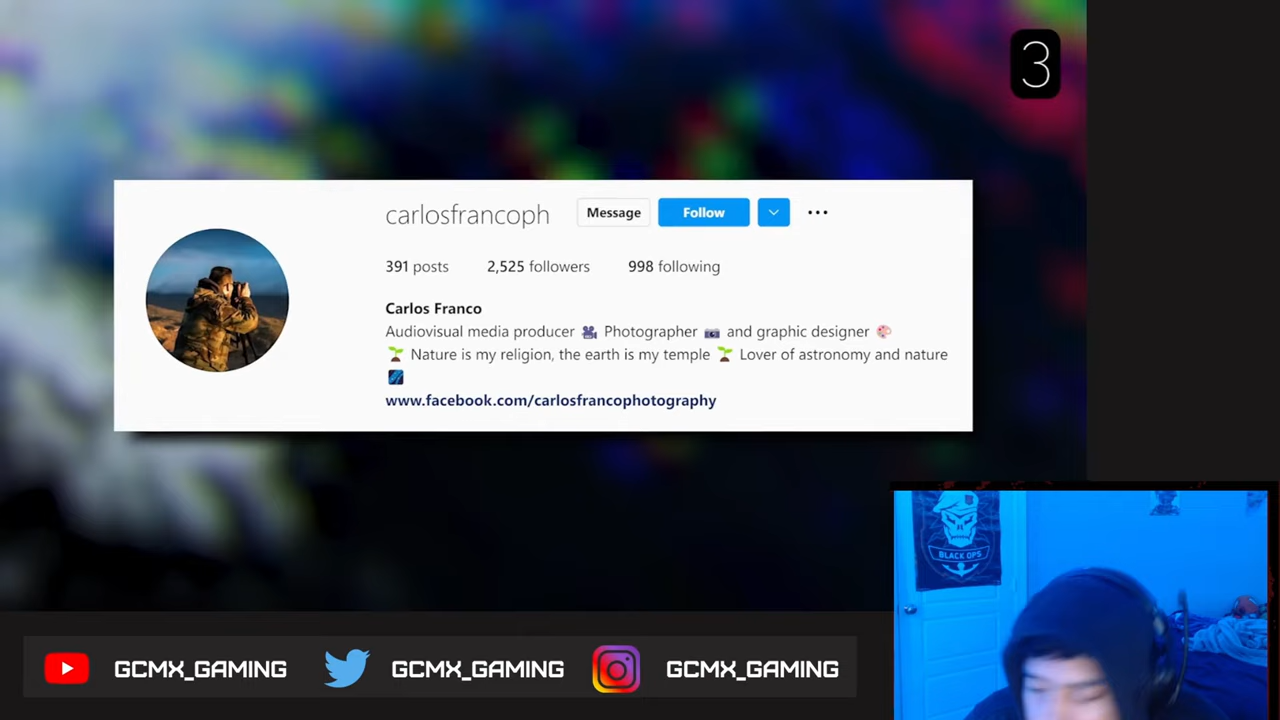 3
carlosfrancoph Message Follow
391 posts 2,525 followers 998 following
Carlos Franco
Audiovisual media producer 🎥 Photographer 📷 and graphic designer 🎨
🌱 Nature is my religion, the earth is my temple 🌱 Lover of astronomy and nature
🌌
www.facebook.com/carlosfrancophotography
BLACK OPS
GCMX_GAMING GCMX_GAMING GCMX_GAMING